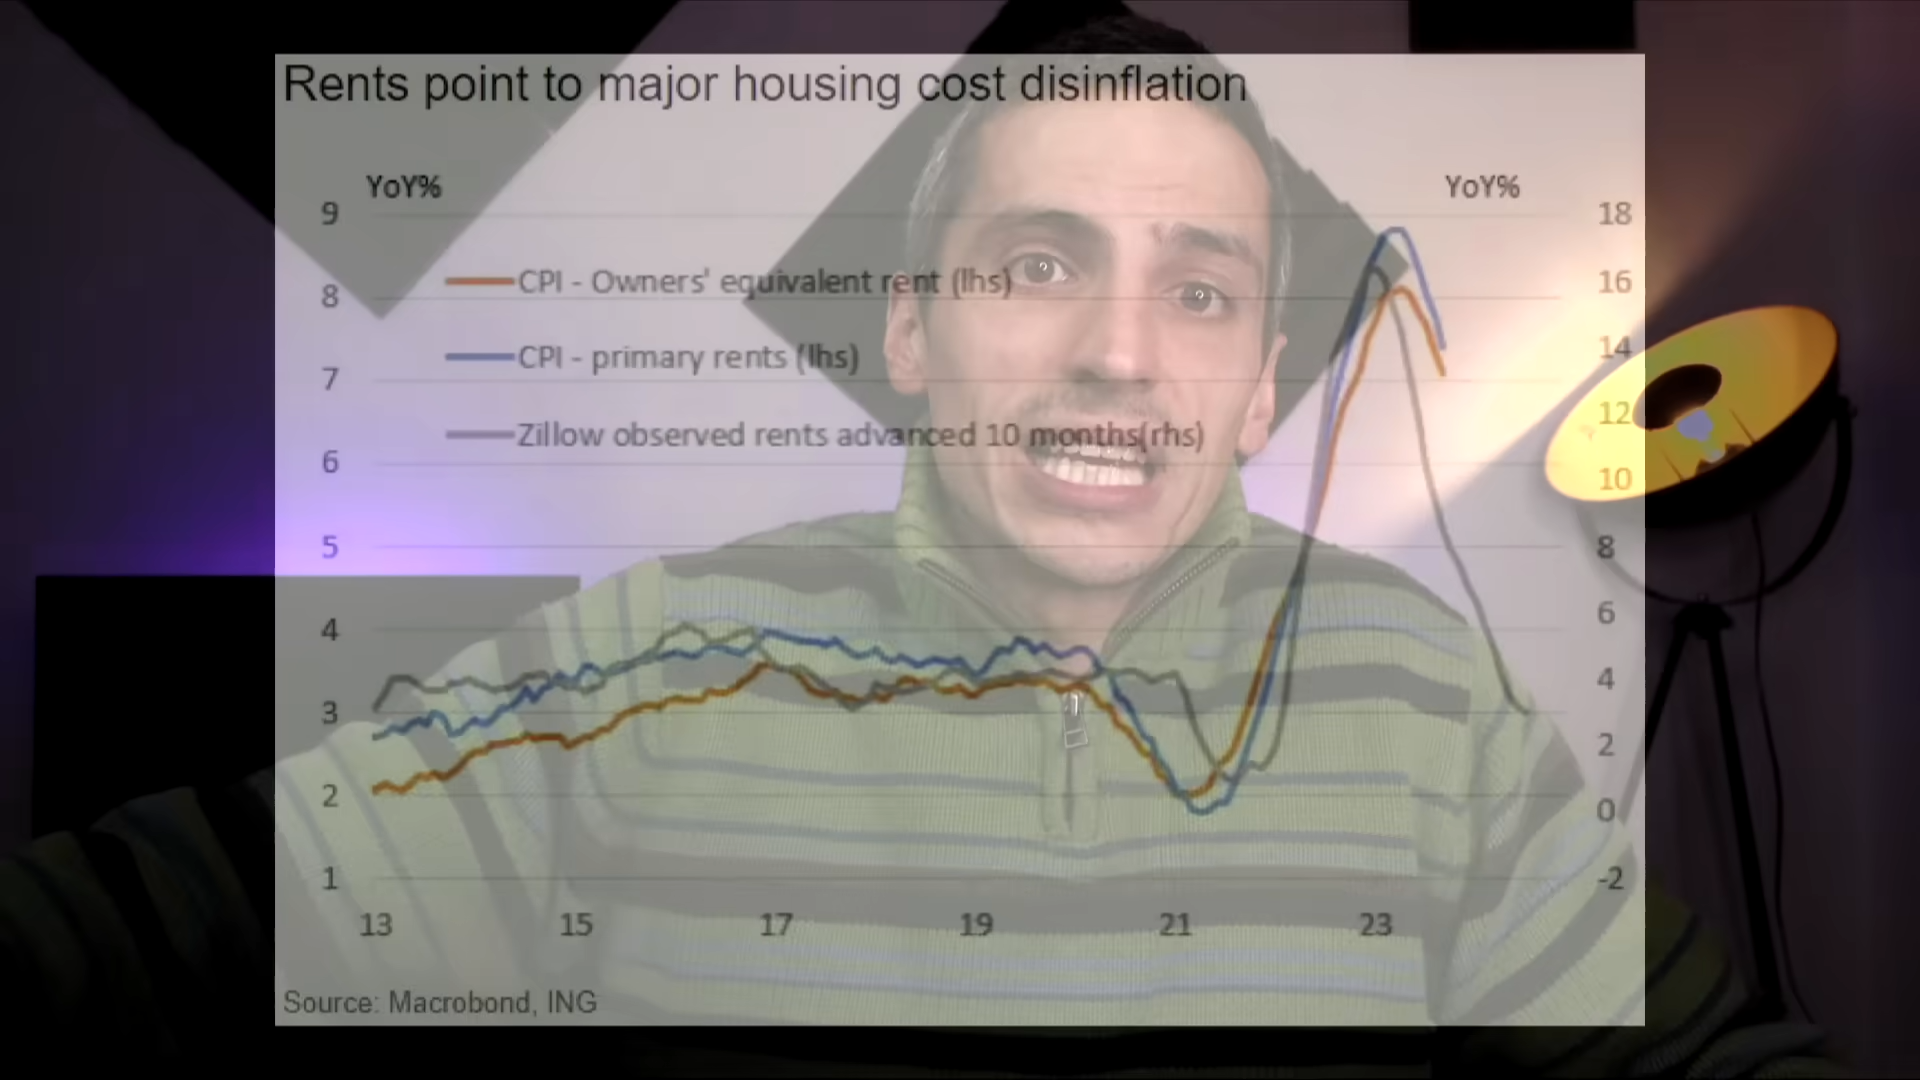 Rents point to major housing cost disinflation
YoY%
YoY%
9
18
CPI - Owners' equivalent rent (lhs)
8
16
CPI - primary rents (lhs)
14
7
12
Zillow observed rents advanced 10 months(rhs)
6
10
5
8
4
6
3
4
2
2
0
1
-2
13 15 17 19 21 23
Source: Macrobond, ING